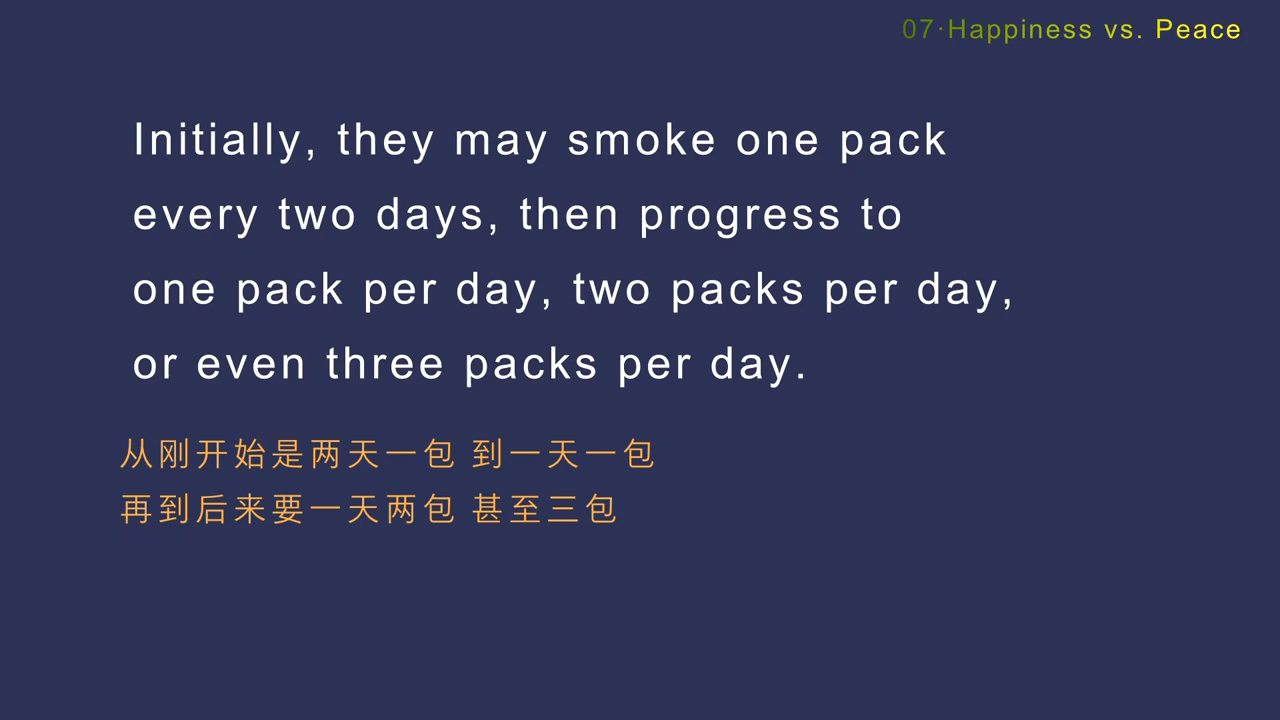 07·Happiness vs. Peace
Initially, they may smoke one pack
every two days, then progress to
one pack per day, two packs per day,
or even three packs per day.
从刚开始是两天一包 到一天一包
再到后来要一天两包 甚至三包